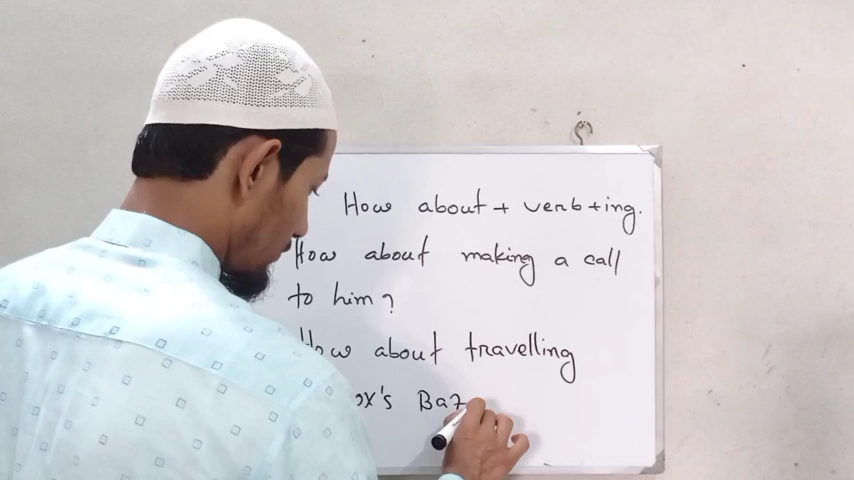 How about + verb + ing.
How about making a call
to him?
How about travelling
ox's Baz